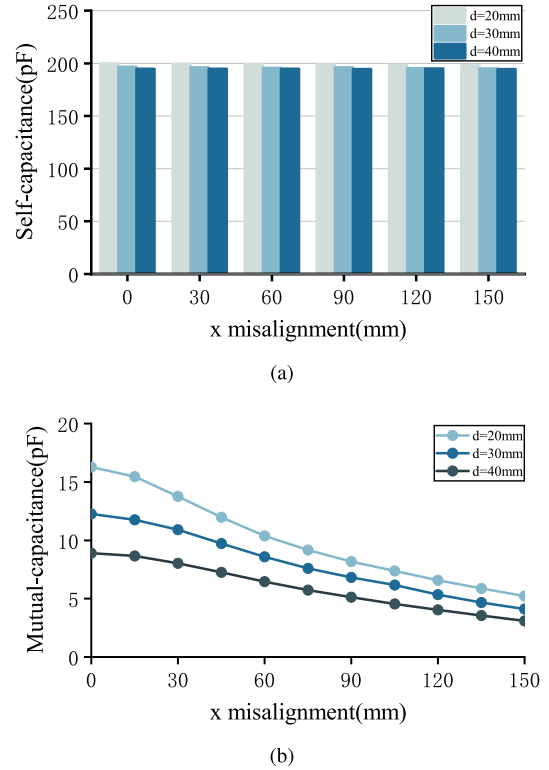 250
200
150
100
50
0
Self-capacitance(pF)
d=20mm
d=30mm
d=40mm
0 30 60 90 120 150
x misalignment(mm)
(a)
20
15
10
5
0
Mutual-capacitance(pF)
d=20mm
d=30mm
d=40mm
0 30 60 90 120 150
x misalignment(mm)
(b)